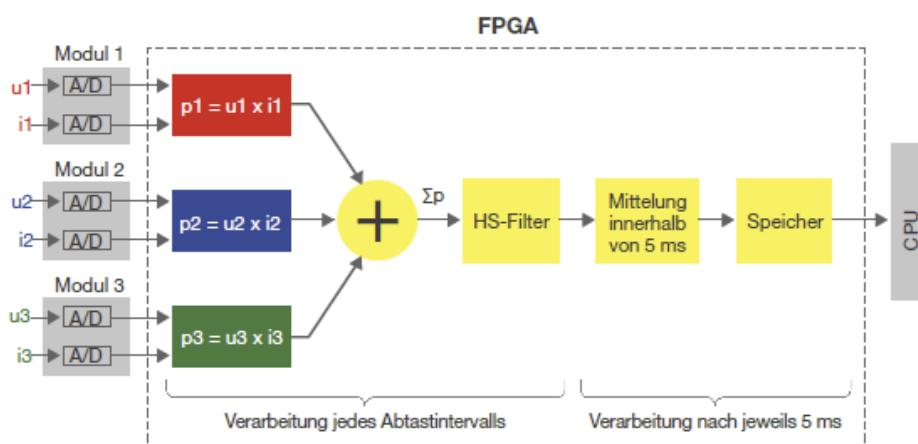 FPGA
Modul 1
u1
A/D
i1
A/D
p1 = u1 x i1
Modul 2
u2
A/D
i2
A/D
p2 = u2 x i2
Modul 3
u3
A/D
i3
A/D
p3 = u3 x i3
+
Σp
HS-Filter
Mittelung
innerhalb
von 5 ms
Speicher
CPU
Verarbeitung jedes Abtastintervalls
Verarbeitung nach jeweils 5 ms